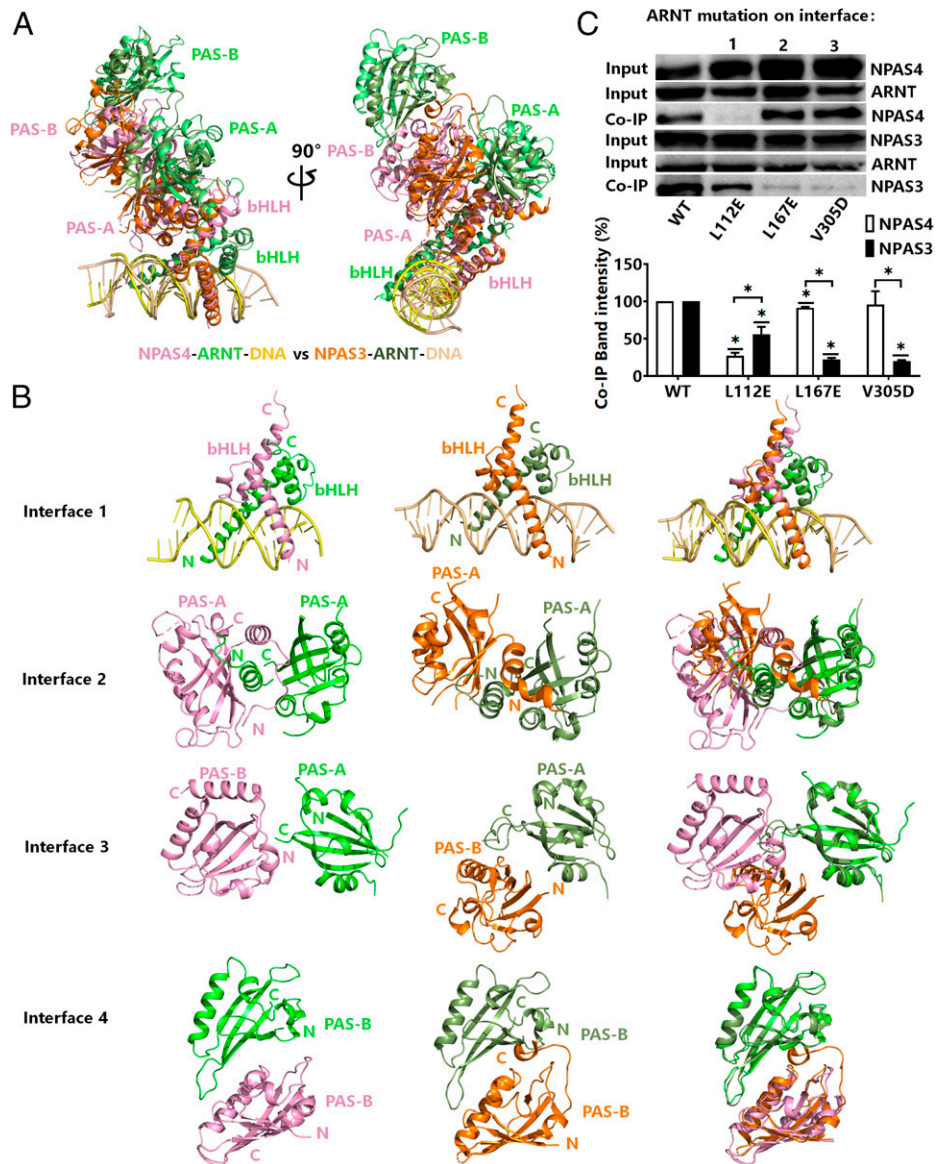 A
PAS-B
PAS-B
PAS-A
PAS-A
bHLH
bHLH
90°
PAS-B
PAS-A
PAS-B
PAS-A
bHLH
bHLH
NPAS4-ARNT-DNA vs NPAS3-ARNT-DNA
C
ARNT mutation on interface:
1 2 3
Input NPAS4
Input ARNT
Co-IP NPAS4
Input NPAS3
Input ARNT
Co-IP NPAS3
WT L112E L167E V305D
NPAS4
NPAS3
Co-IP Band intensity (%)
150
100
50
0
* * * * * * * *
WT L112E L167E V305D
B
Interface 1
C
bHLH
C
bHLH
N
N
C
bHLH
C
bHLH
N
N
Interface 2
PAS-A
C
PAS-A
N
C
N
PAS-A
C
PAS-A
N
C
N
Interface 3
PAS-B
C
PAS-A
N
C
N
PAS-A
N
C
PAS-B
C
N
Interface 4
N
PAS-B
PAS-B
N
C
C
N
PAS-B
C
PAS-B
N